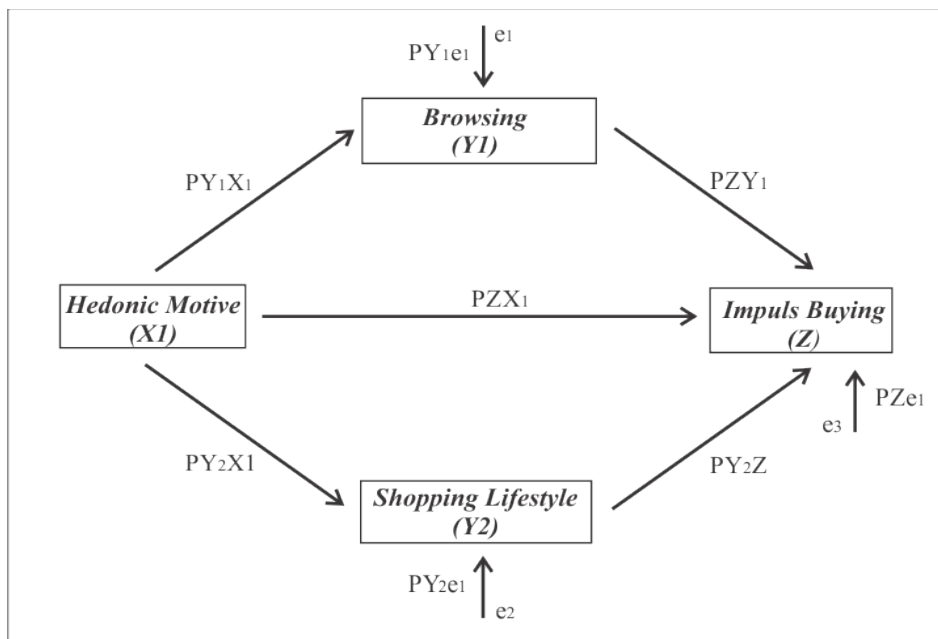 e₁
PY₁e₁
Browsing
(Y1)
PY₁X₁
PZY₁
Hedonic Motive
(X1)
PZX₁
Impuls Buying
(Z)
PZe₁
e₃
PY₂X1
PY₂Z
Shopping Lifestyle
(Y2)
PY₂e₁
e₂